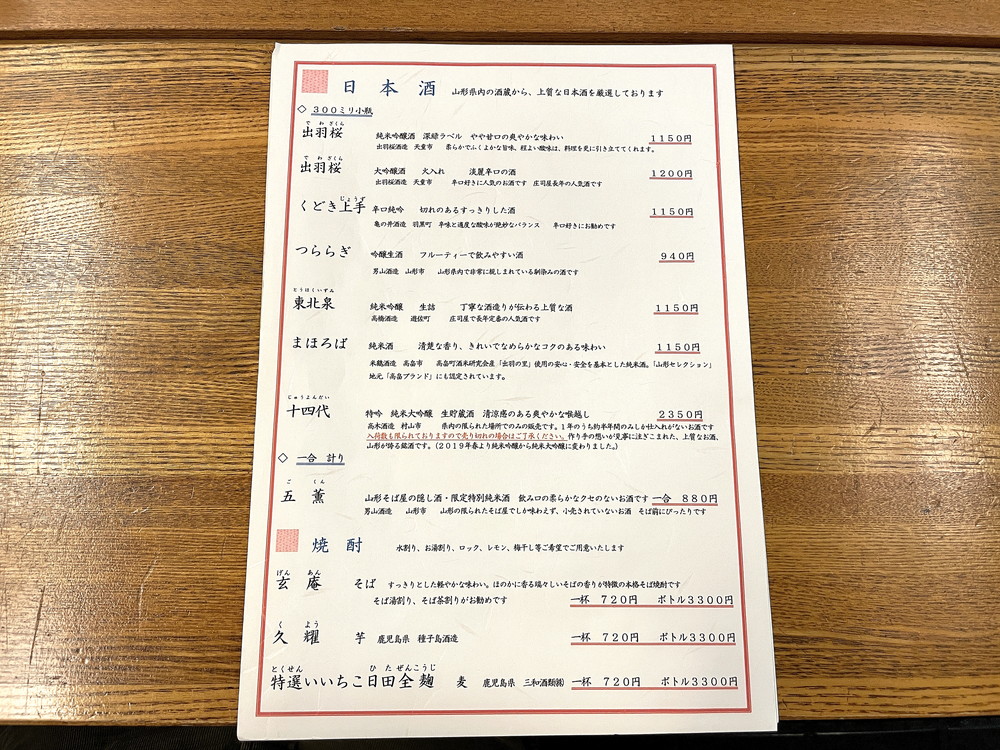 日本酒 山形県内の酒蔵から、上質な日本酒を厳選しております
◇ 300ミリ小瓶
でわざくら
出羽桜 純米吟醸酒 深緑ラベル やや甘口の爽やかな味わい 1150円
出羽桜酒造 天童市 柔らかでふくよかな旨味、程よい酸味は、料理を更に引き立ててくれます。
でわざくら
出羽桜 大吟醸酒 火入れ 淡麗辛口の酒 1200円
出羽桜酒造 天童市 辛口好きに人気のお酒です 庄司屋長年の人気酒です
じょうず
くどき上手 辛口純吟 切れのあるすっきりした酒 1150円
亀の井酒造 羽黒町 辛味と適度な酸味が絶妙なバランス 辛口好きにお勧めです
つららぎ 吟醸生酒 フルーティーで飲みやすい酒 940円
男山酒造 山形市 山形県内で非常に親しまれている馴染みの酒です
とうほくいずみ
東北泉 純米吟醸 生詰 丁寧な酒造りが伝わる上質な酒 1150円
高橋酒造 遊佐町 庄司屋で長年定番の人気酒です
まほろば 純米酒 清楚な香り、きれいでなめらかなコクのある味わい 1150円
米鶴酒造 高畠市 高畠町酒米研究会産「出羽の里」使用の安心・安全を基本とした純米酒。「山形セレクション」
地元「高畠ブランド」にも認定されています。
じゅうよんだい
十四代 特吟 純米大吟醸 生貯蔵酒 清涼感のある爽やかな喉越し 2350円
高木酒造 村山市 県内の限られた場所でのみの販売です。1年のうち約半年間のみしか仕入れがないお酒です
入荷数も限られておりますので売り切れの場合はご了承ください。作り手の想いが見事に注ぎこまれた、上質なお酒、
山形が誇る銘酒です。(2019年春より純米吟醸から純米大吟醸に変わりました。)
◇ 一合 計り
ごくん
五薫 山形そば屋の隠し酒・限定特別純米酒 飲み口の柔らかなクセのないお酒です 一合 880円
男山酒造 山形市 山形の限られたそば屋でしか味わえず、小売されていないお酒 そば前にぴったりです
焼酎 水割り、お湯割り、ロック、レモン、梅干し等ご希望でご用意いたします
げんあん
玄庵 そば すっきりとした軽やかな味わい。ほのかに香る瑞々しいそばの香りが特徴の本格そば焼酎です
そば湯割り、そば茶割りがお勧めです 一杯 720円 ボトル3300円
くよう
久耀 芋 鹿児島県 種子島酒造 一杯 720円 ボトル3300円
とくせん ひたぜんこうじ
特選いいちこ日田全麹 麦 鹿児島県 三和酒類㈱ 一杯 720円 ボトル3300円